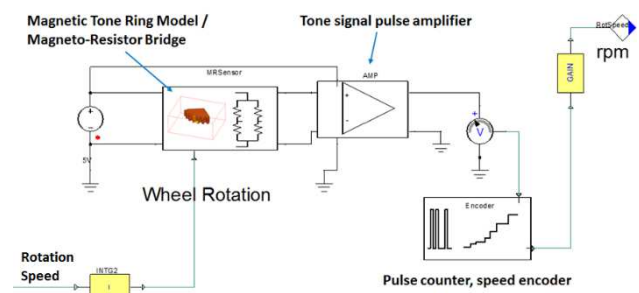 Magnetic Tone Ring Model /
Magneto-Resistor Bridge
Tone signal pulse amplifier
RotSpeed
rpm
GAIN
MRSensor
AMP
+
-
+
V
5V
Wheel Rotation
Encoder
Rotation
Speed
INTG2
I
Pulse counter, speed encoder